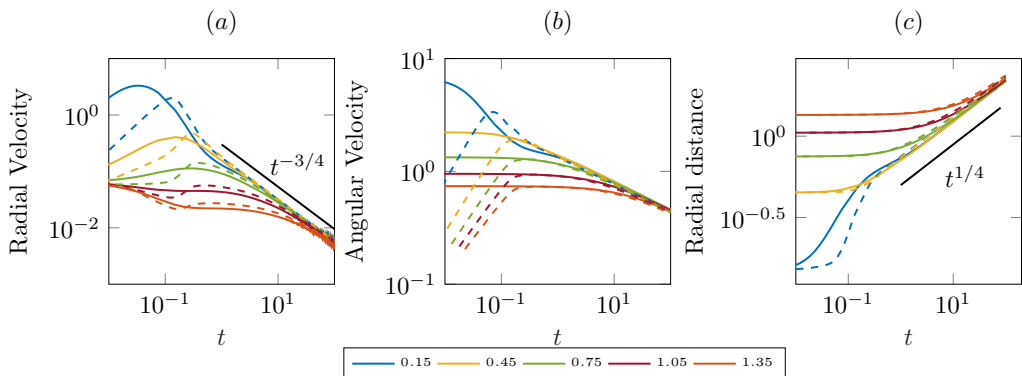 (a)
(b)
(c)
Radial Velocity
10^0
10^{-2}
t^{-3/4}
10^{-1}
10^1
t
Angular Velocity
10^1
10^0
10^{-1}
10^{-1}
10^1
t
Radial distance
10^0
10^{-0.5}
t^{1/4}
10^{-1}
10^1
t
0.15 0.45 0.75 1.05 1.35